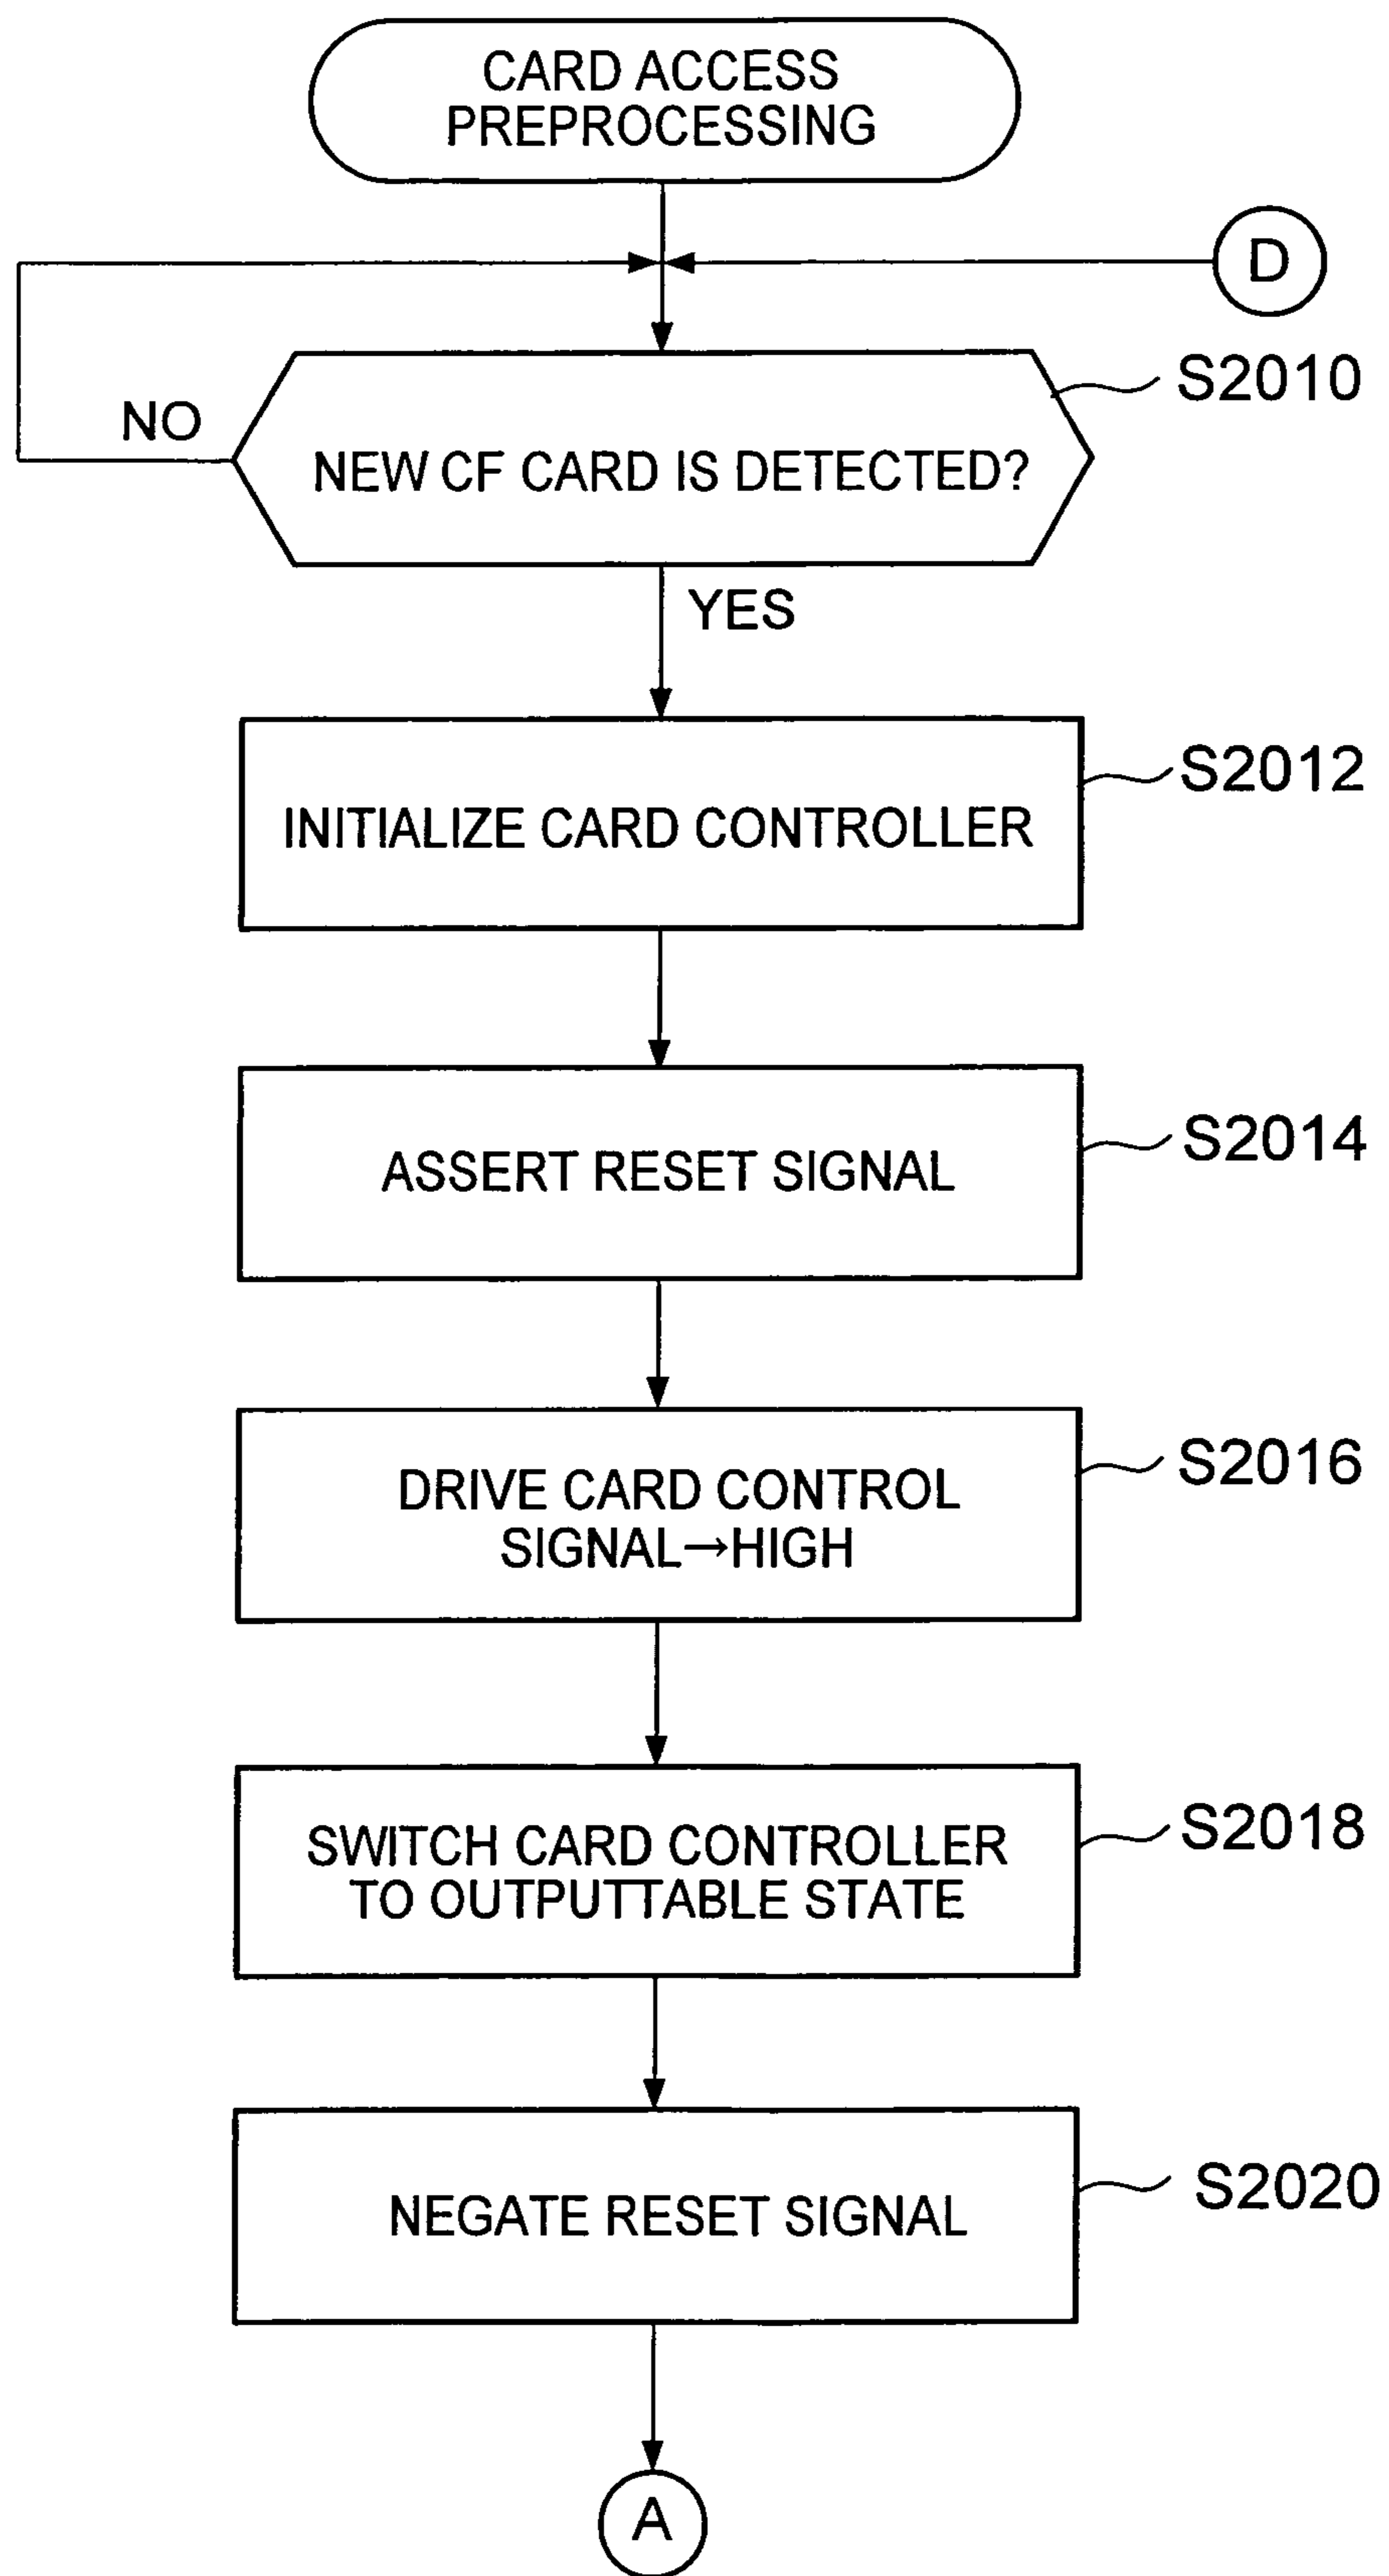 CARD ACCESS
PREPROCESSING
D
S2010
NO
NEW CF CARD IS DETECTED?
YES
S2012
INITIALIZE CARD CONTROLLER
S2014
ASSERT RESET SIGNAL
S2016
DRIVE CARD CONTROL
SIGNAL→HIGH
S2018
SWITCH CARD CONTROLLER
TO OUTPUTTABLE STATE
S2020
NEGATE RESET SIGNAL
A